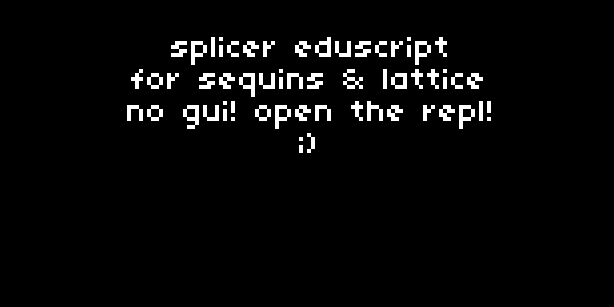 splicer eduscript
for sequins & lattice
no gui! open the repl!
;)